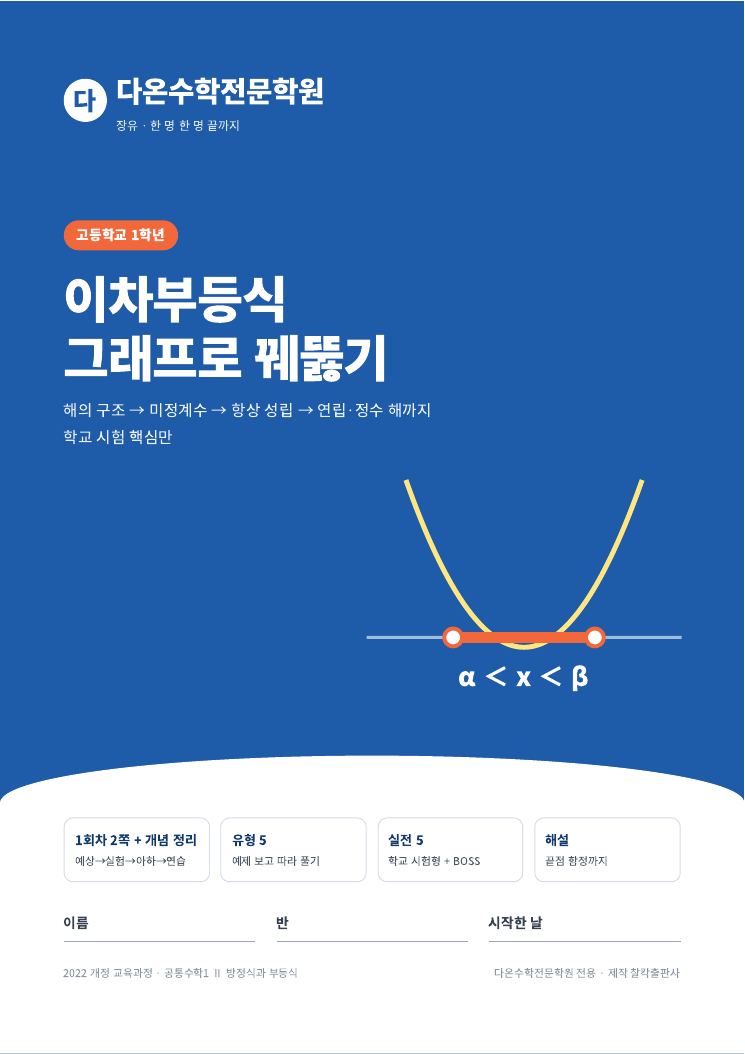 다
다온수학전문학원
장유 · 한 명 한 명 끝까지
고등학교 1학년
이차부등식
그래프로 꿰뚫기
해의 구조 → 미정계수 → 항상 성립 → 연립·정수 해까지
학교 시험 핵심만
α < x < β
1회차 2쪽 + 개념 정리
예상→실험→아하→연습
유형 5
예제 보고 따라 풀기
실전 5
학교 시험형 + BOSS
해설
끝점 함정까지
이름
반
시작한 날
2022 개정 교육과정 · 공통수학1 Ⅱ 방정식과 부등식
다온수학전문학원 전용 · 제작 찰칵출판사